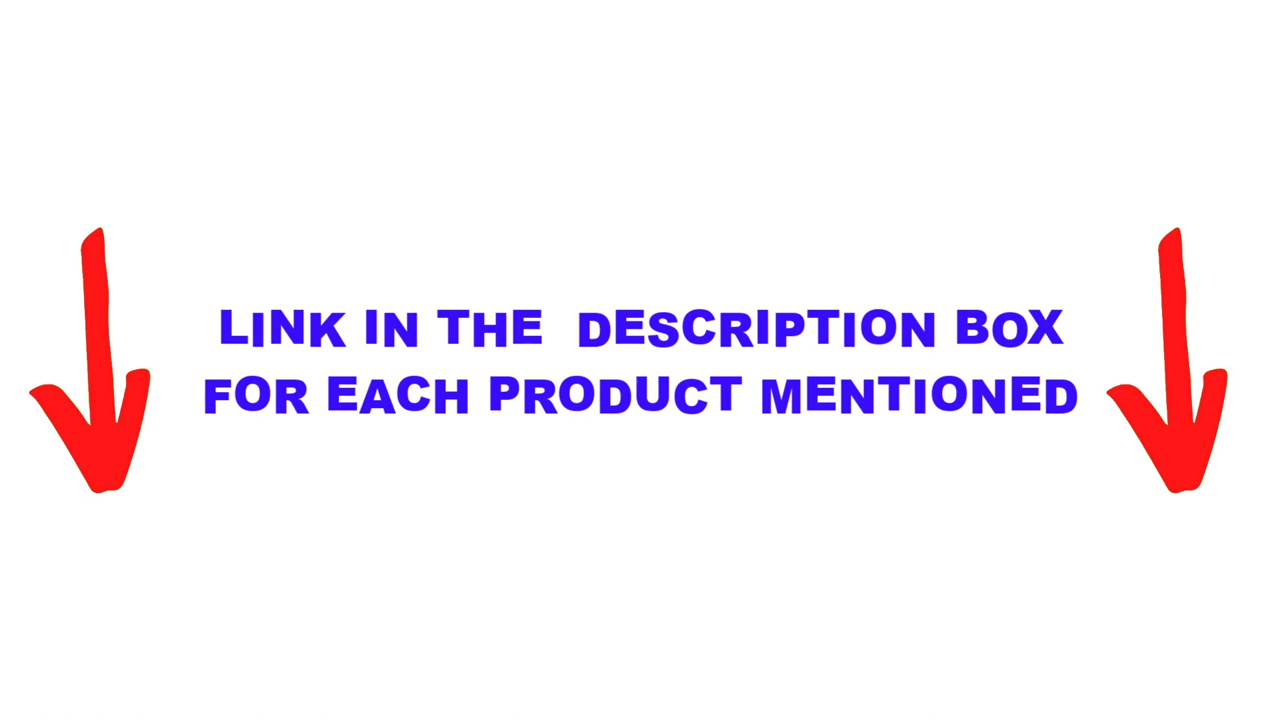 LINK IN THE  DESCRIPTION BOX
FOR EACH PRODUCT MENTIONED